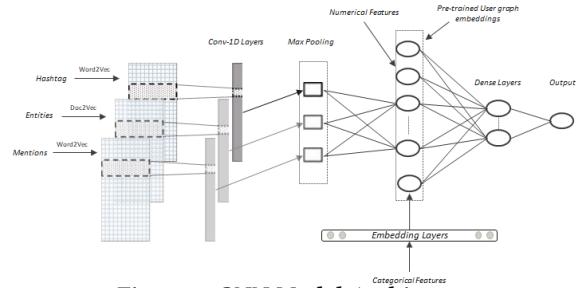 Pre-trained User graph
embeddings
Numerical Features
Conv-1D Layers
Max Pooling
Word2Vec
Hashtag
Dense Layers
Output
Doc2Vec
Entities
Word2Vec
Mentions
Embedding Layers
Categorical Features